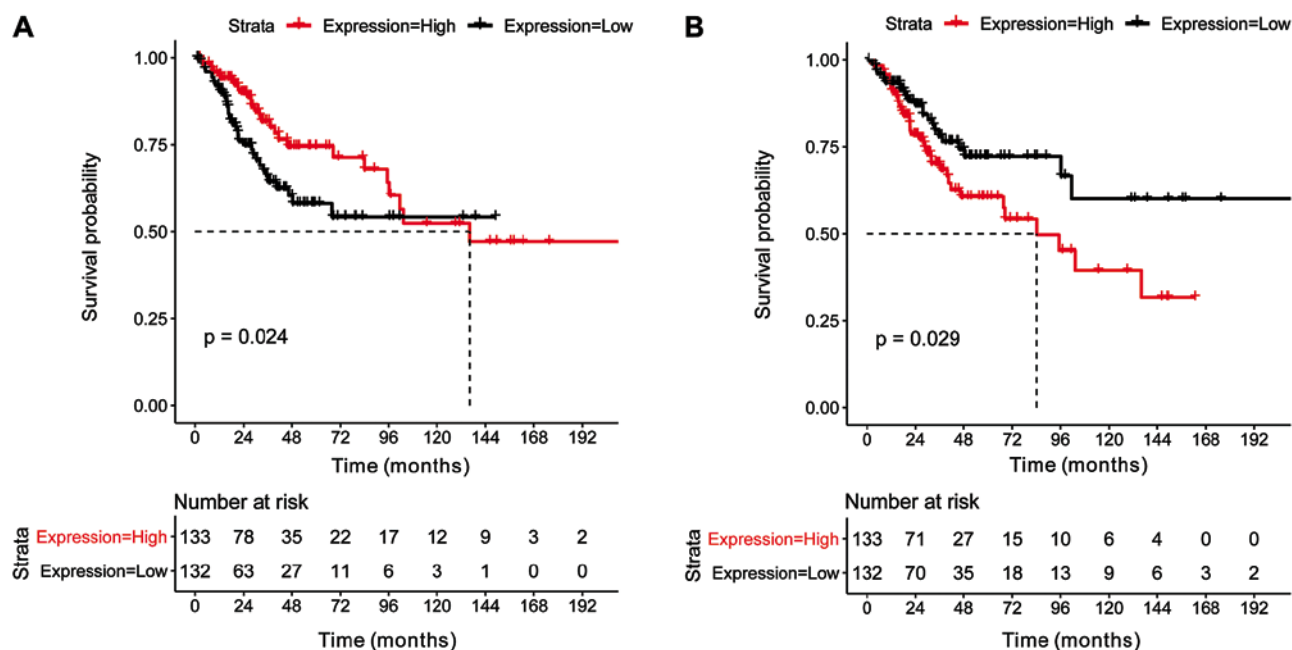 A
Strata Expression=High Expression=Low
Survival probability
1.00
0.75
0.50
0.25
0.00
p = 0.024
0 24 48 72 96 120 144 168 192
Time (months)
Number at risk
Strata
Expression=High 133 78 35 22 17 12 9 3 2
Expression=Low 132 63 27 11 6 3 1 0 0
0 24 48 72 96 120 144 168 192
Time (months)
B
Strata Expression=High Expression=Low
Survival probability
1.00
0.75
0.50
0.25
0.00
p = 0.029
0 24 48 72 96 120 144 168 192
Time (months)
Number at risk
Strata
Expression=High 133 71 27 15 10 6 4 0 0
Expression=Low 132 70 35 18 13 9 6 3 2
0 24 48 72 96 120 144 168 192
Time (months)